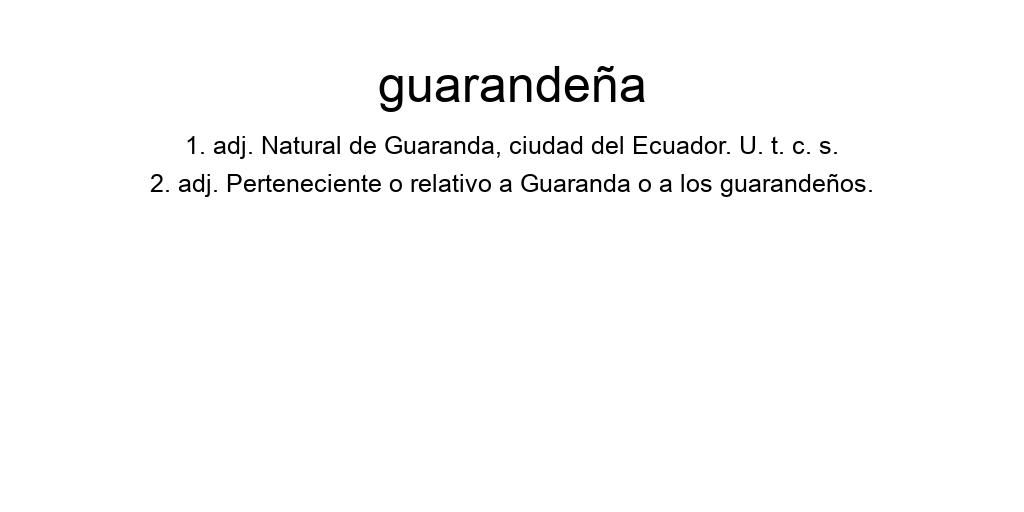 guarandeña
1. adj. Natural de Guaranda, ciudad del Ecuador. U. t. c. s.
2. adj. Perteneciente o relativo a Guaranda o a los guarandeños.